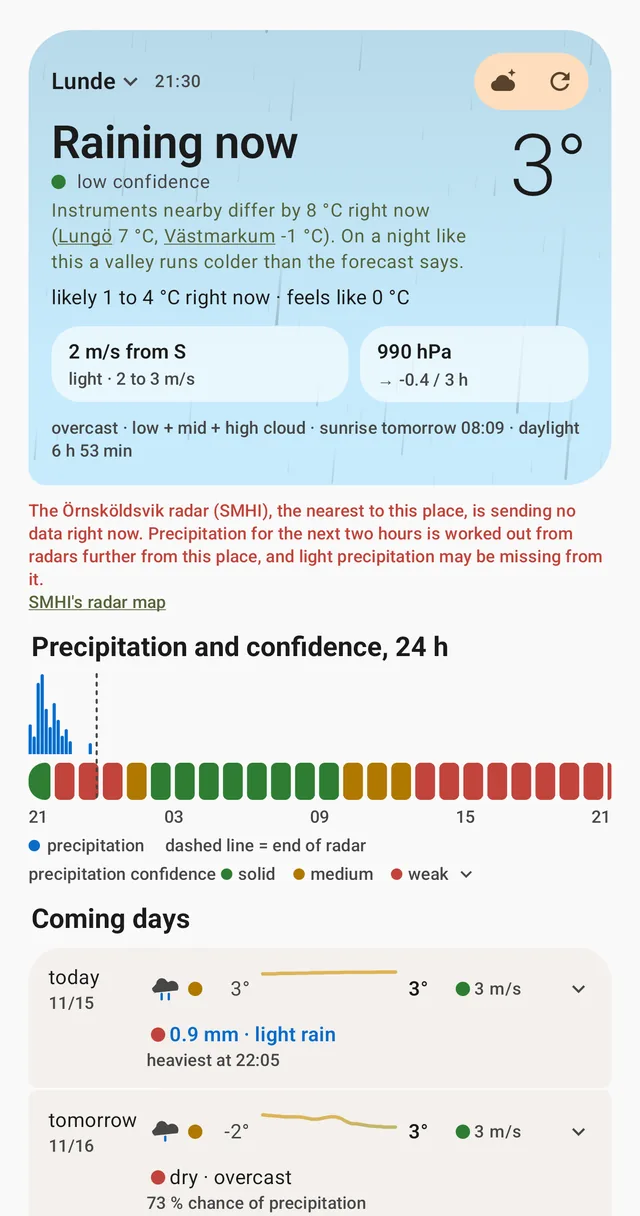 Lunde 21:30
Raining now
3°
low confidence
Instruments nearby differ by 8 °C right now
(Lungö 7 °C, Västmarkum -1 °C). On a night like
this a valley runs colder than the forecast says.
likely 1 to 4 °C right now · feels like 0 °C
2 m/s from S
light · 2 to 3 m/s
990 hPa
→ -0.4 / 3 h
overcast · low + mid + high cloud · sunrise tomorrow 08:09 · daylight
6 h 53 min
The Örnsköldsvik radar (SMHI), the nearest to this place, is sending no
data right now. Precipitation for the next two hours is worked out from
radars further from this place, and light precipitation may be missing from
it.
SMHI's radar map
Precipitation and confidence, 24 h
21 03 09 15 21
precipitation dashed line = end of radar
precipitation confidence solid medium weak
Coming days
today
11/15
3° 3° 3 m/s
0.9 mm · light rain
heaviest at 22:05
tomorrow
11/16
-2° 3° 3 m/s
dry · overcast
73 % chance of precipitation